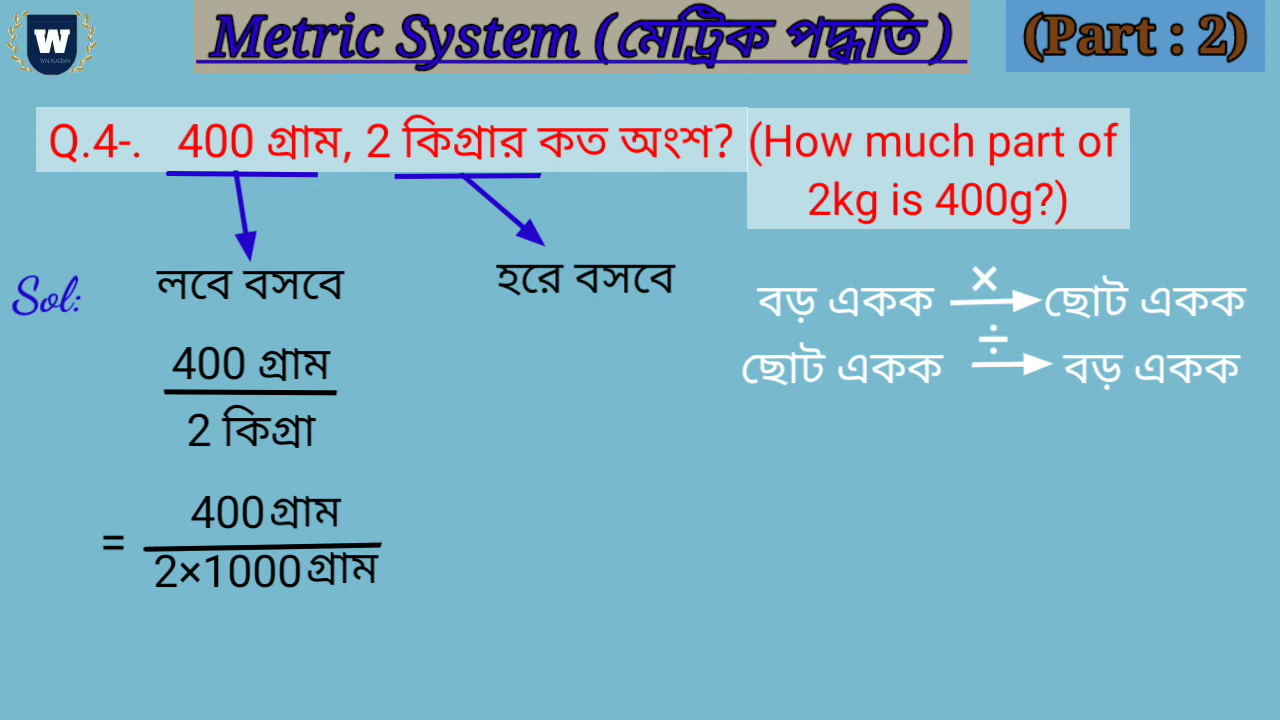 W
Metric System (মেট্রিক পদ্ধতি)
(Part : 2)
Q.4-. 400 গ্রাম, 2 কিগ্রার কত অংশ? (How much part of
2kg is 400g?)
Sol:
লবে বসবে
হরে বসবে
বড় একক × ছোট একক
ছোট একক ÷ বড় একক
400 গ্রাম
2 কিগ্রা
= 400 গ্রাম
2×1000 গ্রাম